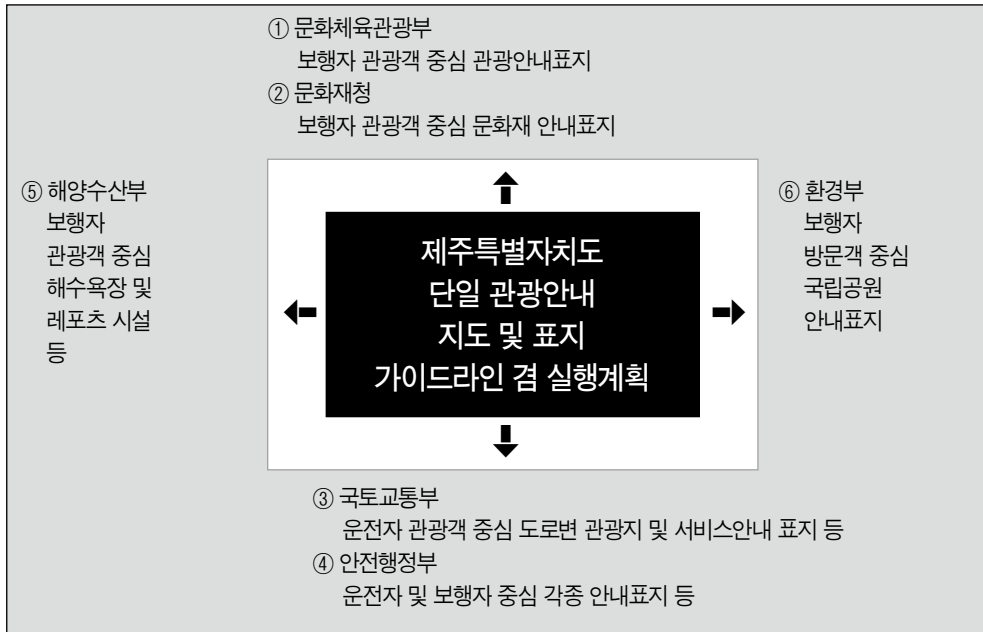 ① 문화체육관광부
보행자 관광객 중심 관광안내표지
② 문화재청
보행자 관광객 중심 문화재 안내표지
⑤ 해양수산부
보행자
관광객 중심
해수욕장 및
레포츠 시설
등
제주특별자치도
단일 관광안내
지도 및 표지
가이드라인 겸 실행계획
⑥ 환경부
보행자
방문객 중심
국립공원
안내표지
③ 국토교통부
운전자 관광객 중심 도로변 관광지 및 서비스안내 표지 등
④ 안전행정부
운전자 및 보행자 중심 각종 안내표지 등